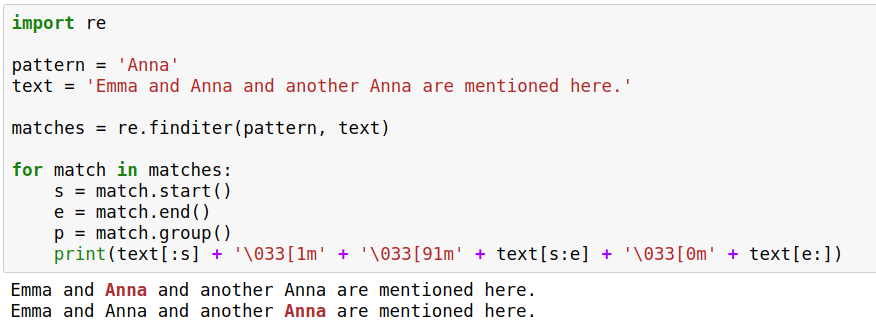 import re
pattern = 'Anna'
text = 'Emma and Anna and another Anna are mentioned here.'
matches = re.finditer(pattern, text)
for match in matches:
    s = match.start()
    e = match.end()
    p = match.group()
    print(text[:s] + '\033[1m' + '\033[91m' + text[s:e] + '\033[0m' + text[e:])
Emma and Anna and another Anna are mentioned here.
Emma and Anna and another Anna are mentioned here.